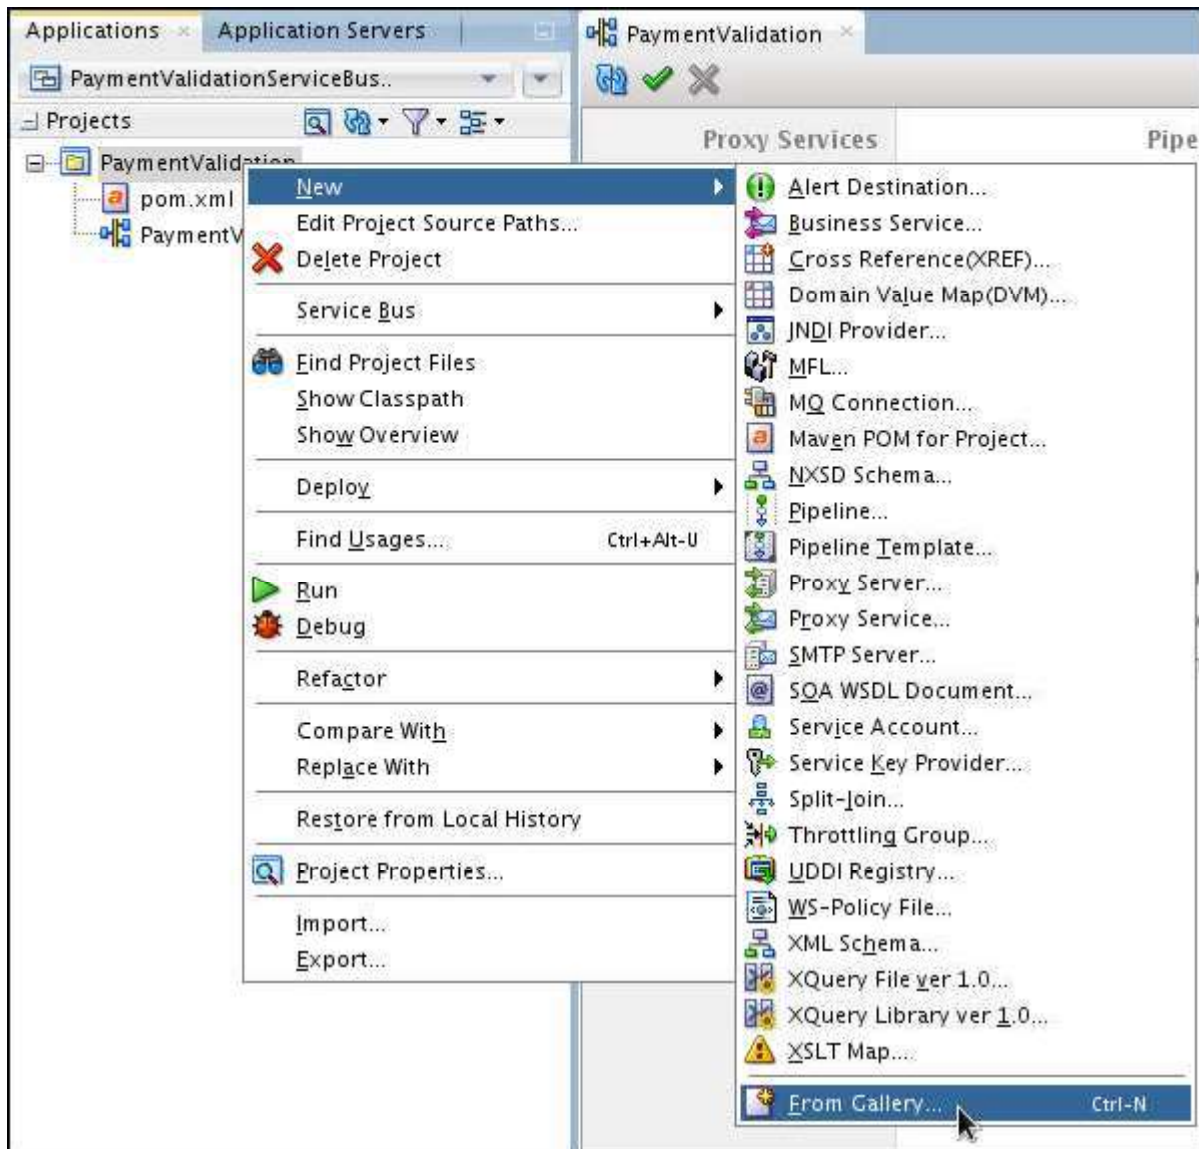 Applications
Application Servers
PaymentValidation
PaymentValidationServiceBus..
Projects
Proxy Services
Pipe
PaymentValidation
pom.xml
PaymentV
New
Edit Project Source Paths...
Delete Project
Service Bus
Find Project Files
Show Classpath
Show Overview
Deploy
Find Usages... Ctrl+Alt-U
Run
Debug
Refactor
Compare With
Replace With
Restore from Local History
Project Properties...
Import...
Export...
Alert Destination...
Business Service...
Cross Reference(XREF)...
Domain Value Map(DVM)...
JNDI Provider...
MFL...
MQ Connection...
Maven POM for Project...
NXSD Schema...
Pipeline...
Pipeline Template...
Proxy Server...
Proxy Service...
SMTP Server...
SOA WSDL Document...
Service Account...
Service Key Provider...
Split-Join...
Throttling Group...
UDDI Registry...
WS-Policy File...
XML Schema...
XQuery File ver 1.0...
XQuery Library ver 1.0...
XSLT Map....
From Gallery... Ctrl-N